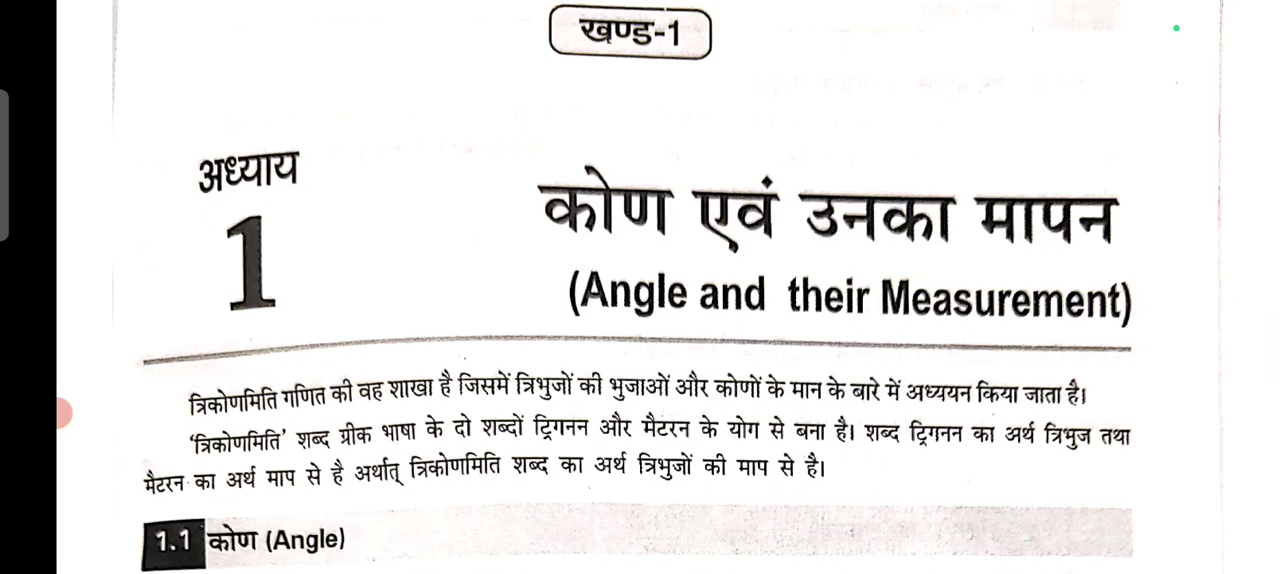 खण्ड-1
अध्याय
1
कोण एवं उनका मापन
(Angle and their Measurement)
त्रिकोणमिति गणित की वह शाखा है जिसमें त्रिभुजों की भुजाओं और कोणों के मान के बारे में अध्ययन किया जाता है।
'त्रिकोणमिति' शब्द ग्रीक भाषा के दो शब्दों ट्रिगनन और मैटरन के योग से बना है। शब्द ट्रिगनन का अर्थ त्रिभुज तथा
मैटरन का अर्थ माप से है अर्थात् त्रिकोणमिति शब्द का अर्थ त्रिभुजों की माप से है।
1.1 कोण (Angle)